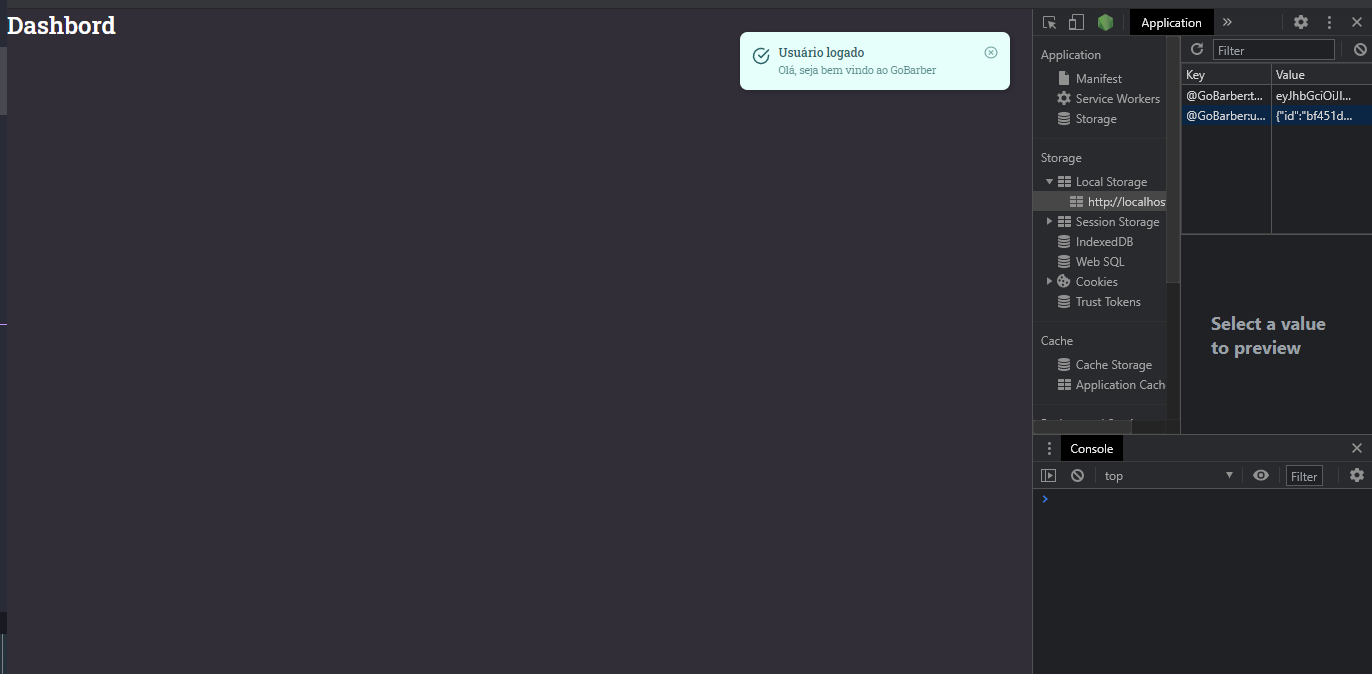 Dashbord
Usuário logado
Olá, seja bem vindo ao GoBarber
Application
Filter
Application
Manifest
Service Workers
Storage
Storage
Local Storage
http://localhos
Session Storage
IndexedDB
Web SQL
Cookies
Trust Tokens
Cache
Cache Storage
Application Cach
Key Value
@GoBarber:t... eyJhbGciOiJI...
@GoBarber:u... {"id":"bf451d...
Select a value
to preview
Console
top
Filter